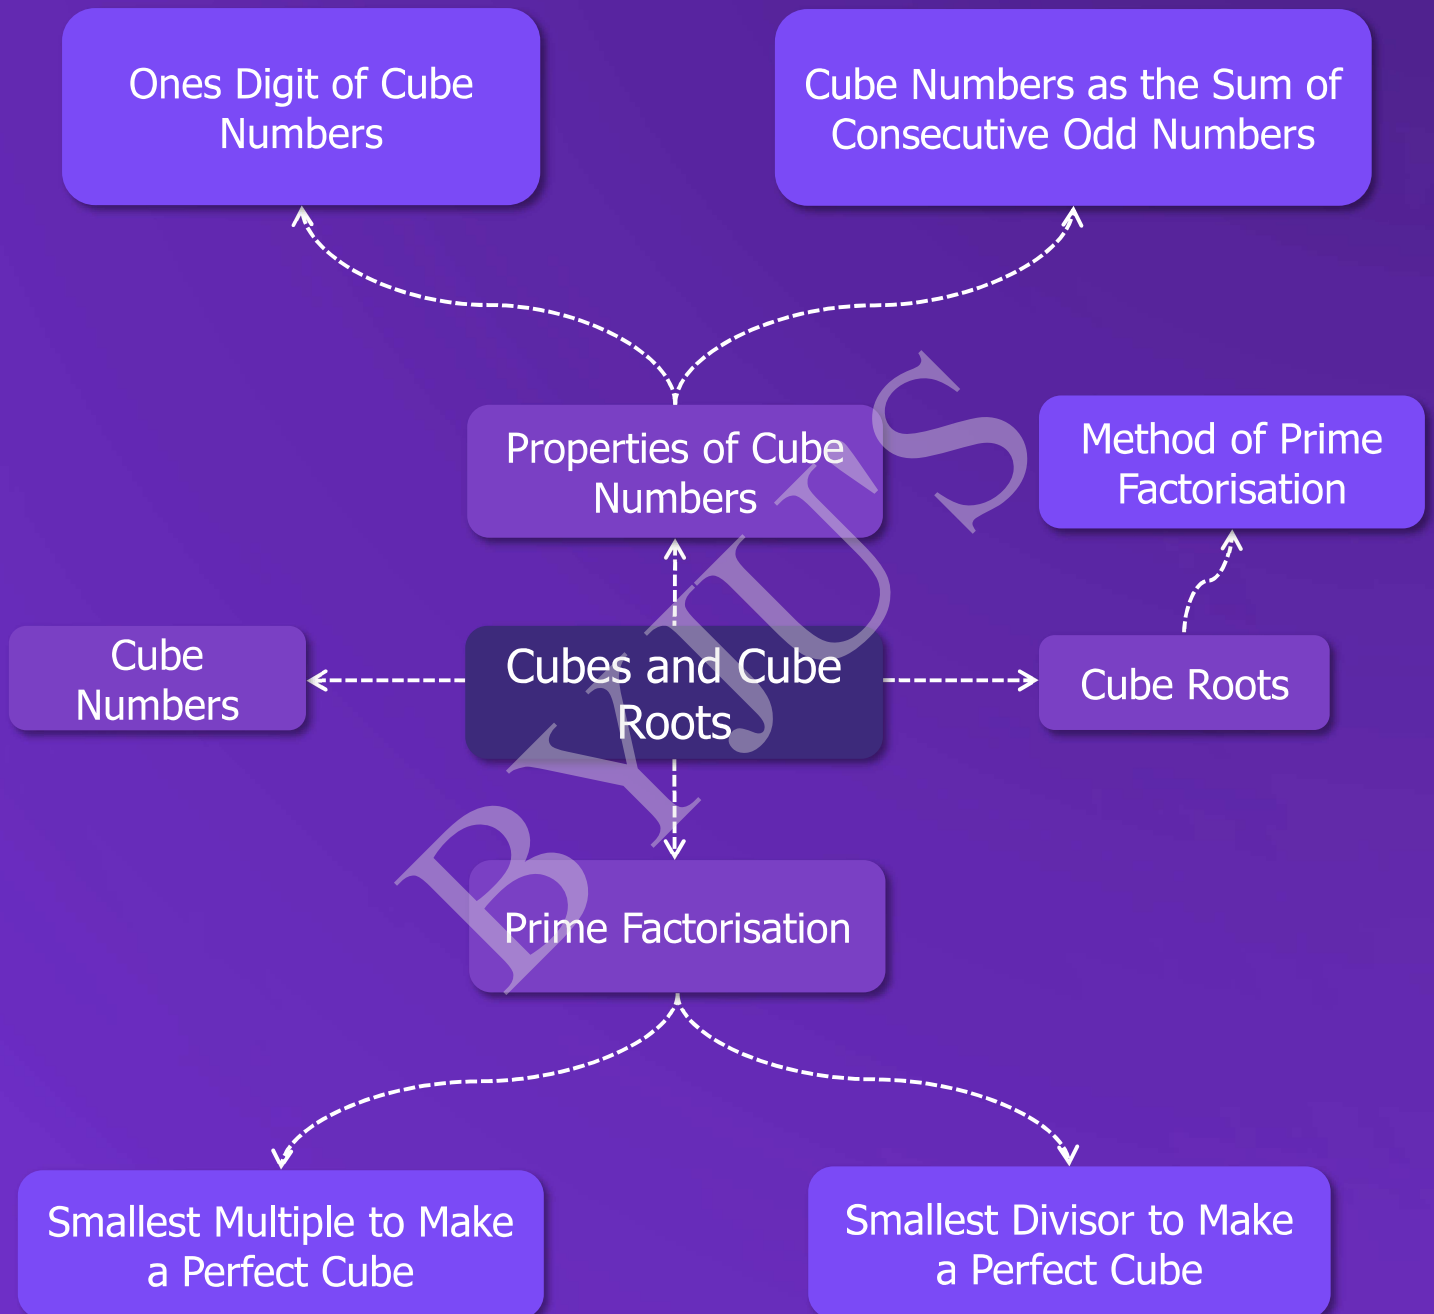 Ones Digit of Cube
Numbers
Cube Numbers as the Sum of
Consecutive Odd Numbers
Properties of Cube
Numbers
Method of Prime
Factorisation
Cube
Numbers
Cubes and Cube
Roots
Cube Roots
Prime Factorisation
Smallest Multiple to Make
a Perfect Cube
Smallest Divisor to Make
a Perfect Cube
BYJU'S